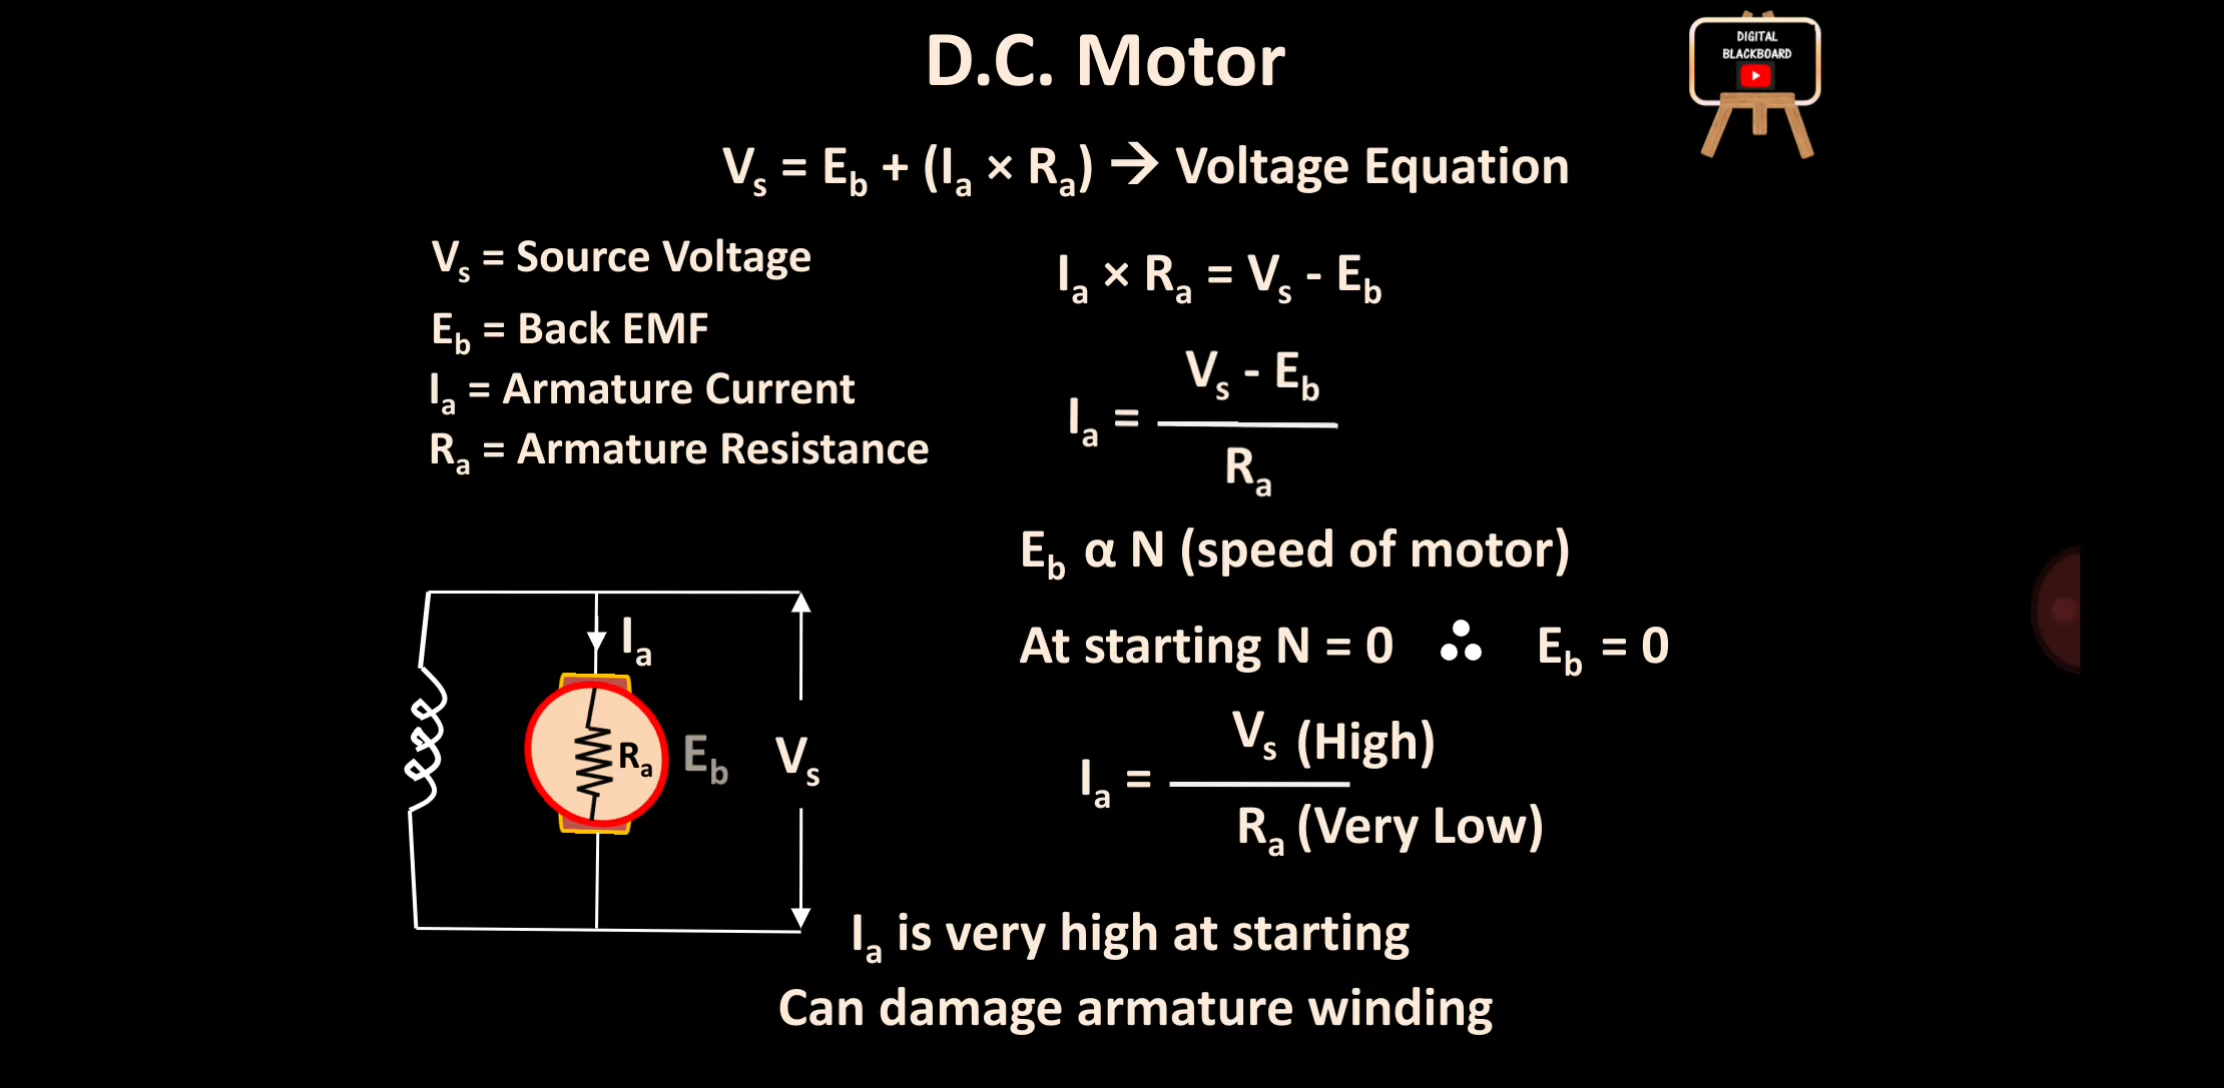 D.C. Motor
DIGITAL
BLACKBOARD
Vs = Eb + (Ia × Ra) → Voltage Equation
Vs = Source Voltage
Eb = Back EMF
Ia = Armature Current
Ra = Armature Resistance
Ia × Ra = Vs - Eb
Vs - Eb
Ia =
Ra
Eb α N (speed of motor)
At starting N = 0 ∴ Eb = 0
Vs (High)
Ia =
Ra (Very Low)
Ia
Ra Eb Vs
Ia is very high at starting
Can damage armature winding